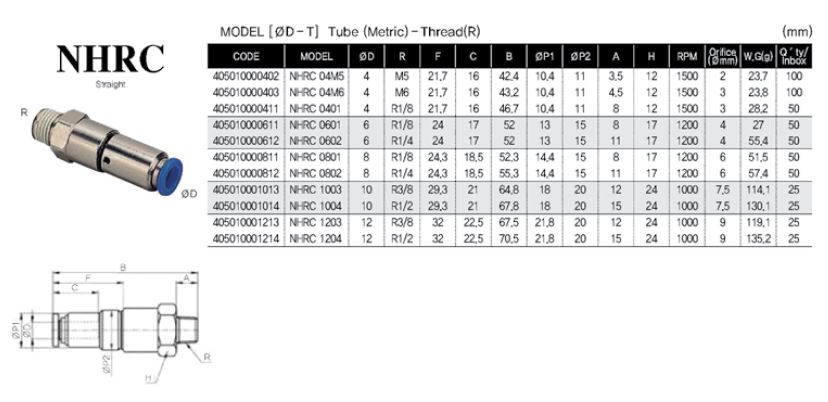 MODEL [ØD-T] Tube (Metric)-Thread(R) (mm)
NHRC
Straight
R
ØD
CODE MODEL ØD R F C B ØP1 ØP2 A H RPM Orifice (Ømm) W,G(g) Q'ty/Inbox
405010000402 NHRC 04M5 4 M5 21,7 16 42,4 10,4 11 3,5 12 1500 2 23,7 100
405010000403 NHRC 04M6 4 M6 21,7 16 43,2 10,4 11 4,5 12 1500 3 23,8 100
405010000411 NHRC 0401 4 R1/8 21,7 16 46,7 10,4 11 8 12 1500 3 28,2 50
405010000611 NHRC 0601 6 R1/8 24 17 52 13 15 8 17 1200 4 27 50
405010000612 NHRC 0602 6 R1/4 24 17 52 13 15 11 17 1200 4 55,4 50
405010000811 NHRC 0801 8 R1/8 24,3 18,5 52,3 14,4 15 8 17 1200 6 51,5 50
405010000812 NHRC 0802 8 R1/4 24,3 18,5 55,3 14,4 15 11 17 1200 6 57,4 50
405010001013 NHRC 1003 10 R3/8 29,3 21 64,8 18 20 12 24 1000 7,5 114,1 25
405010001014 NHRC 1004 10 R1/2 29,3 21 67,8 18 20 15 24 1000 7,5 130,1 25
405010001213 NHRC 1203 12 R3/8 32 22,5 67,5 21,8 20 12 24 1000 9 119,1 25
405010001214 NHRC 1204 12 R1/2 32 22,5 70,5 21,8 20 15 24 1000 9 135,2 25
B
F
A
C
ØP1
ØD
ØP2
H
R